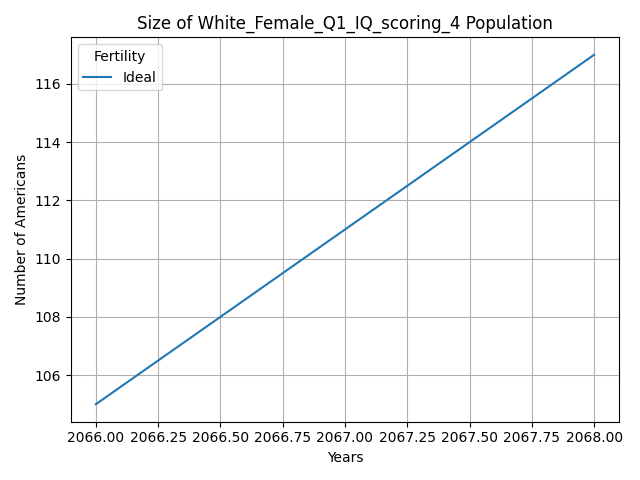 Size of White_Female_Q1_IQ_scoring_4 Population
Fertility
Ideal
Number of Americans
116
114
112
110
108
106
2066.00 2066.25 2066.50 2066.75 2067.00 2067.25 2067.50 2067.75 2068.00
Years